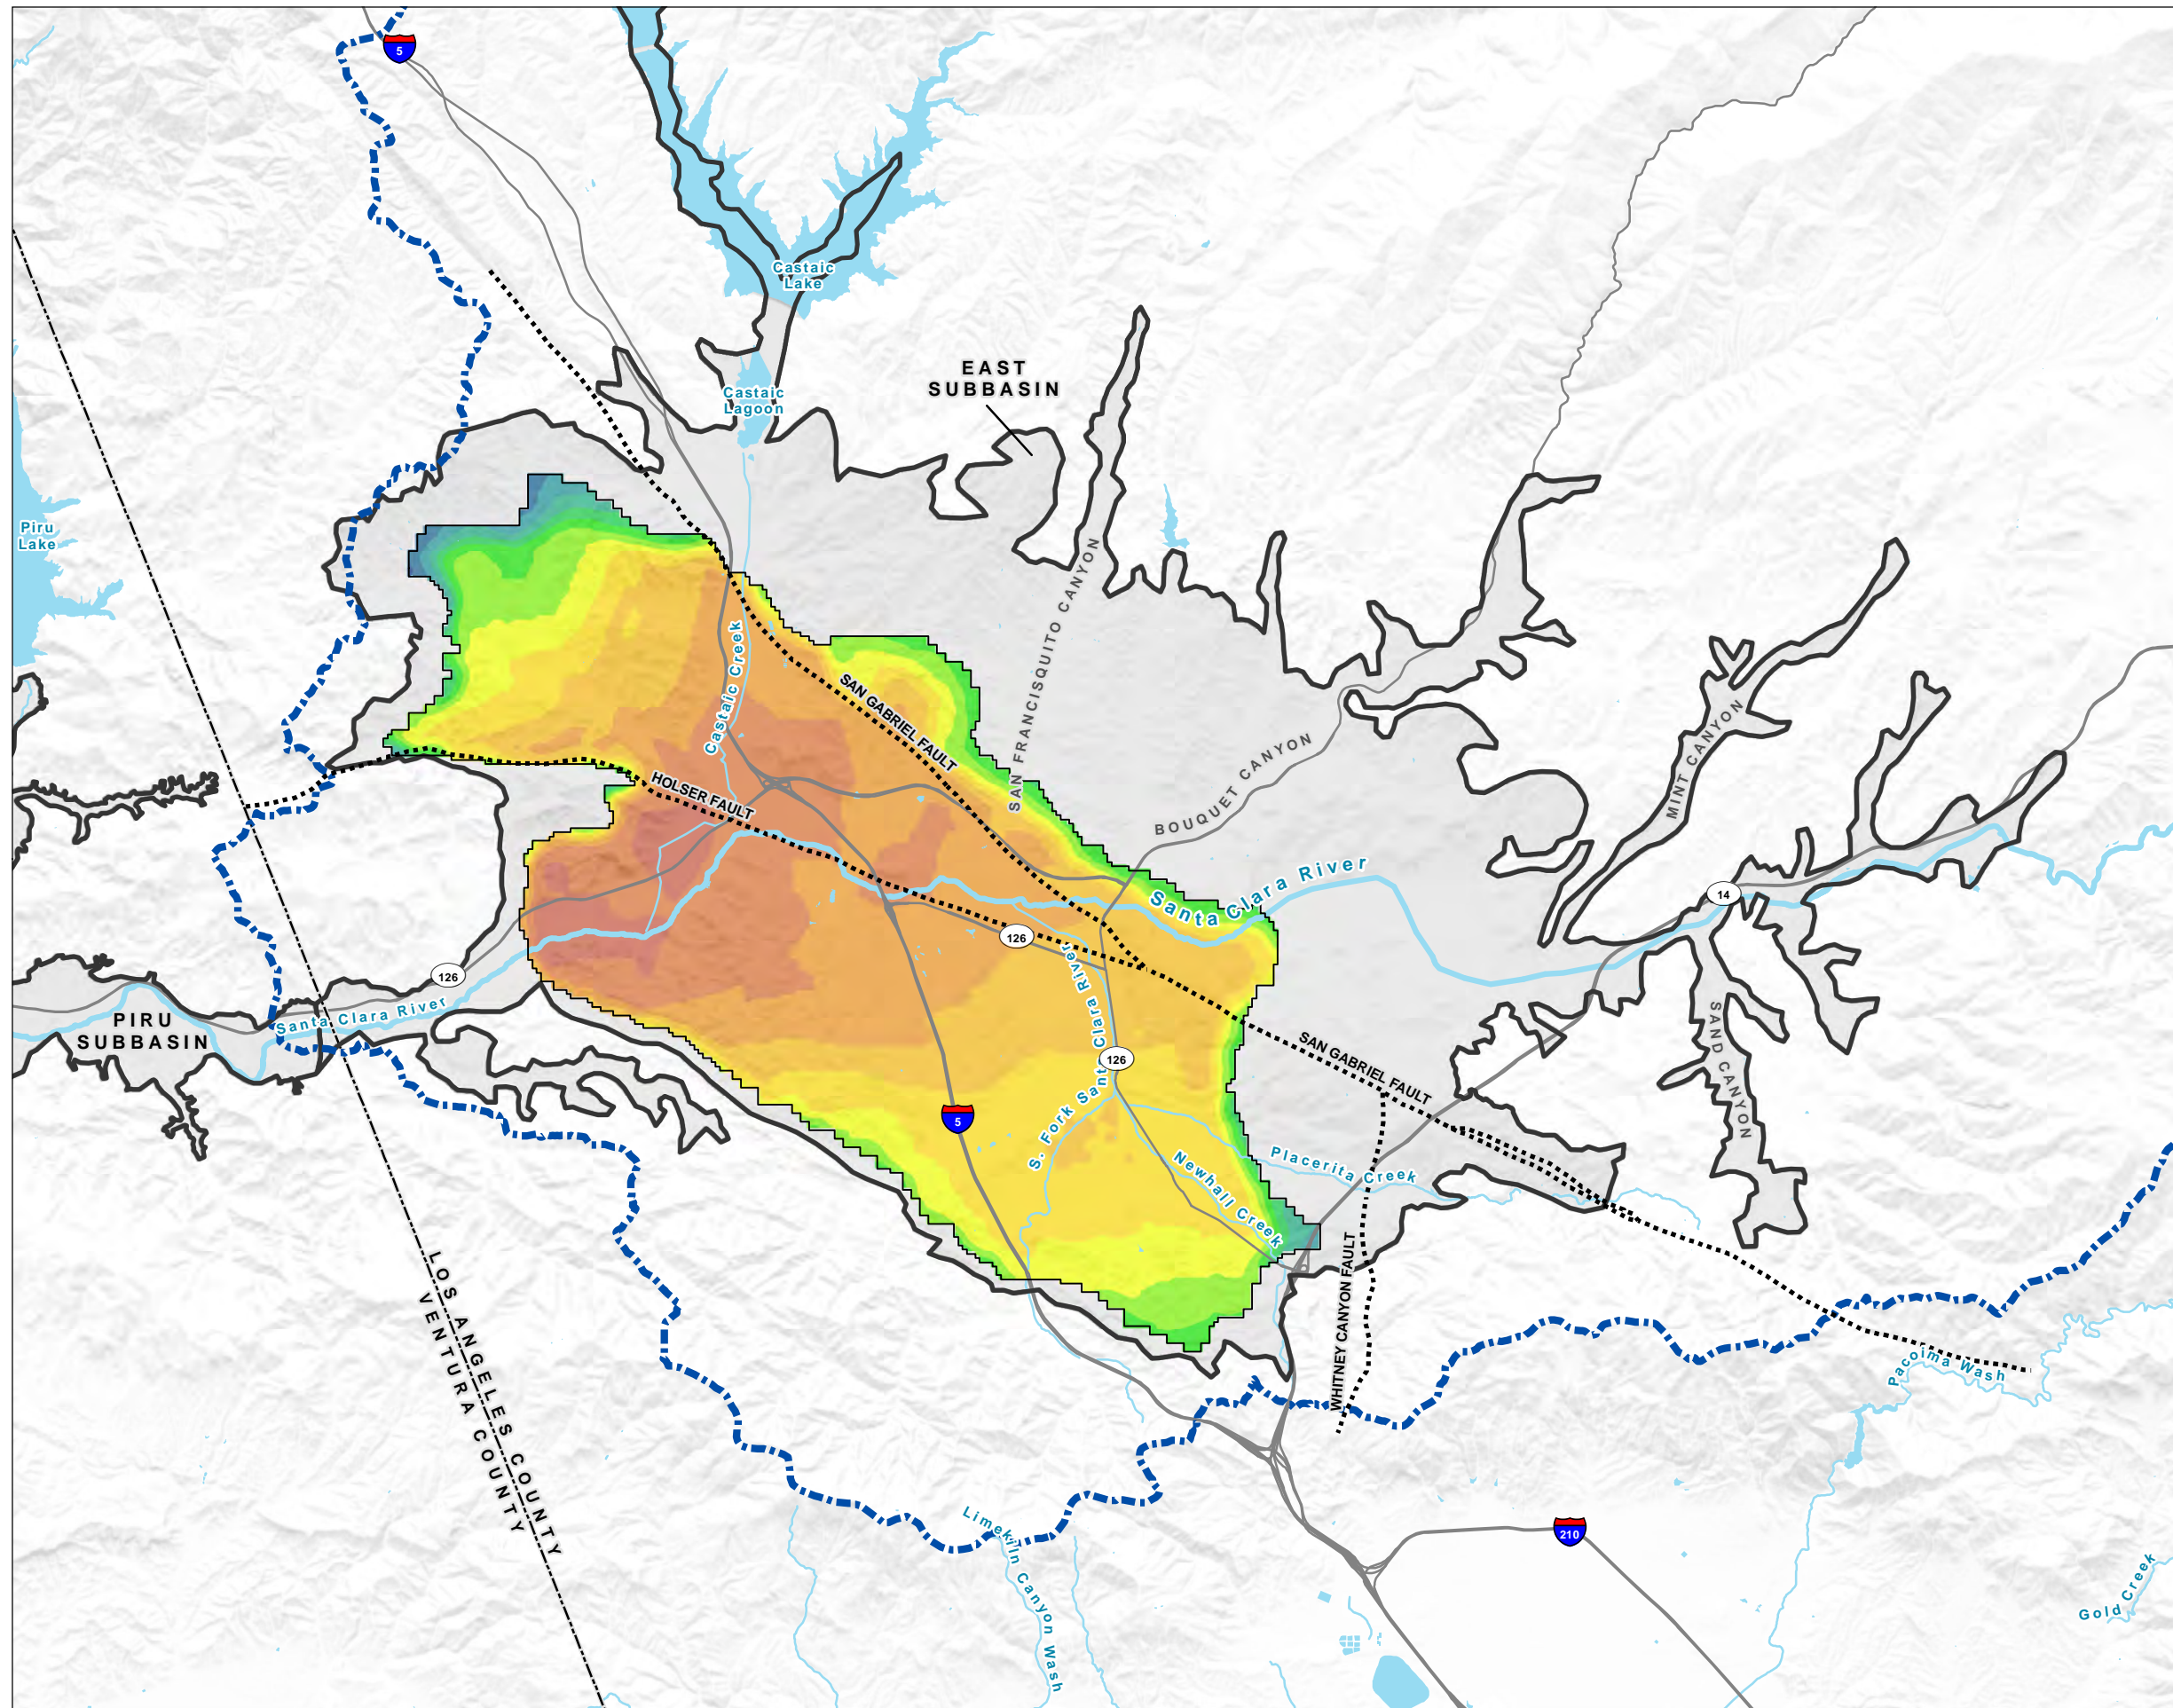 5
Castaic
Lake
EAST
SUBBASIN
Castaic
Lagoon
Piru
Lake
SAN FRANCISQUITO CANYON
Castaic Creek
SAN GABRIEL FAULT
BOUQUET CANYON
MINT CANYON
HOLSER FAULT
Santa Clara River
14
126
126
Santa Clara River
PIRU
SUBBASIN
S. Fork Santa Clara River
126
SAN GABRIEL FAULT
SAND CANYON
5
Placerita Creek
Newhall Creek
WHITNEY CANYON FAULT
LOS ANGELES COUNTY
VENTURA COUNTY
Pacoima Wash
Limekiln Canyon Wash
210
Gold Creek